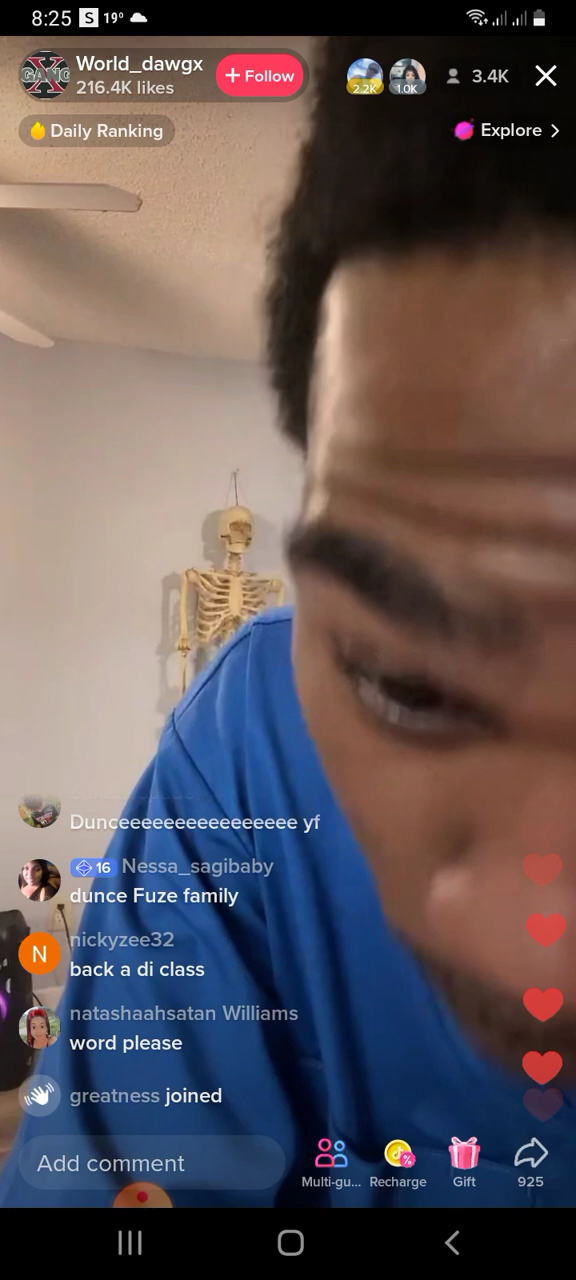 8:25 S 19°
World_dawgx
216.4K likes
+ Follow
2.2K
1.0K
3.4K
Daily Ranking
Explore
GANG
X
Dunceeeeeeeeeeeeeeee yf
16 Nessa_sagibaby
dunce Fuze family
N
nickyzee32
back a di class
natashaahsatan Williams
word please
greatness joined
Add comment
Multi-gu...
Recharge
Gift
925